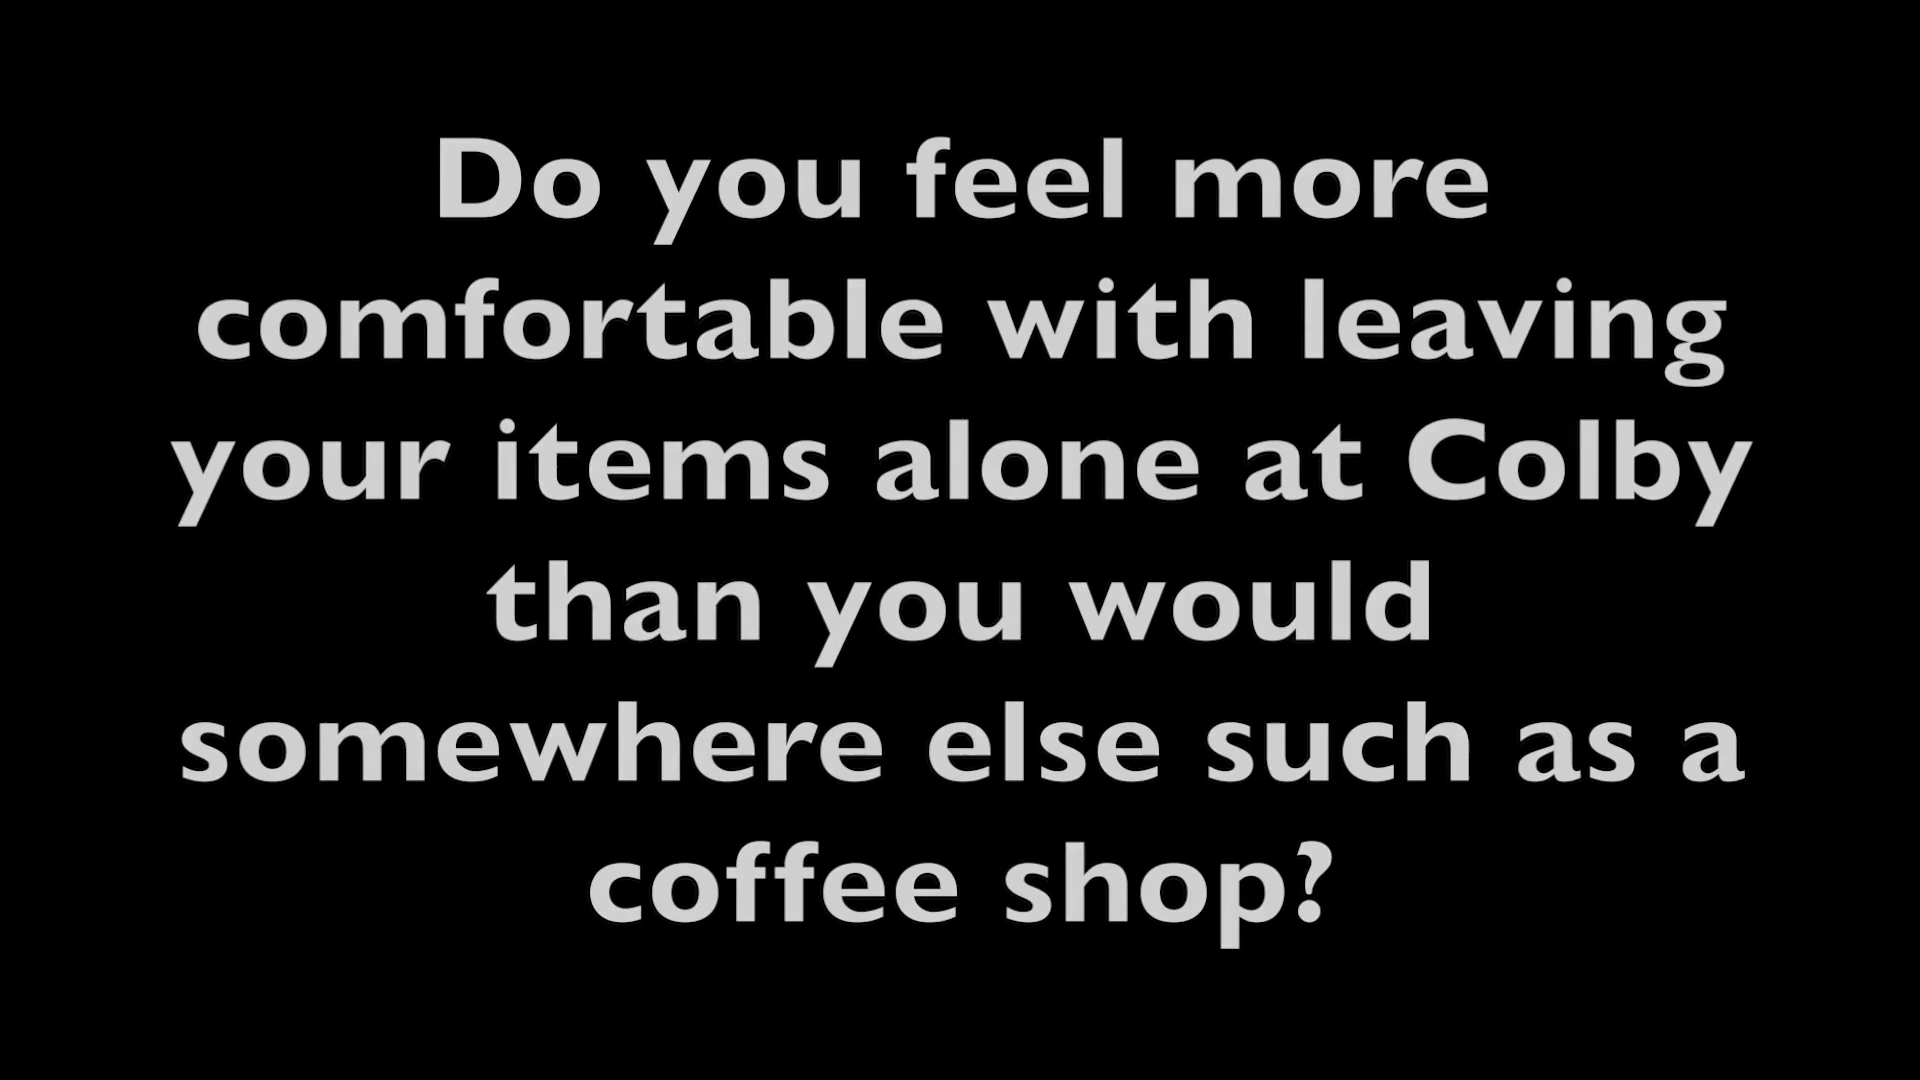 Do you feel more
comfortable with leaving
your items alone at Colby
than you would
somewhere else such as a
coffee shop?